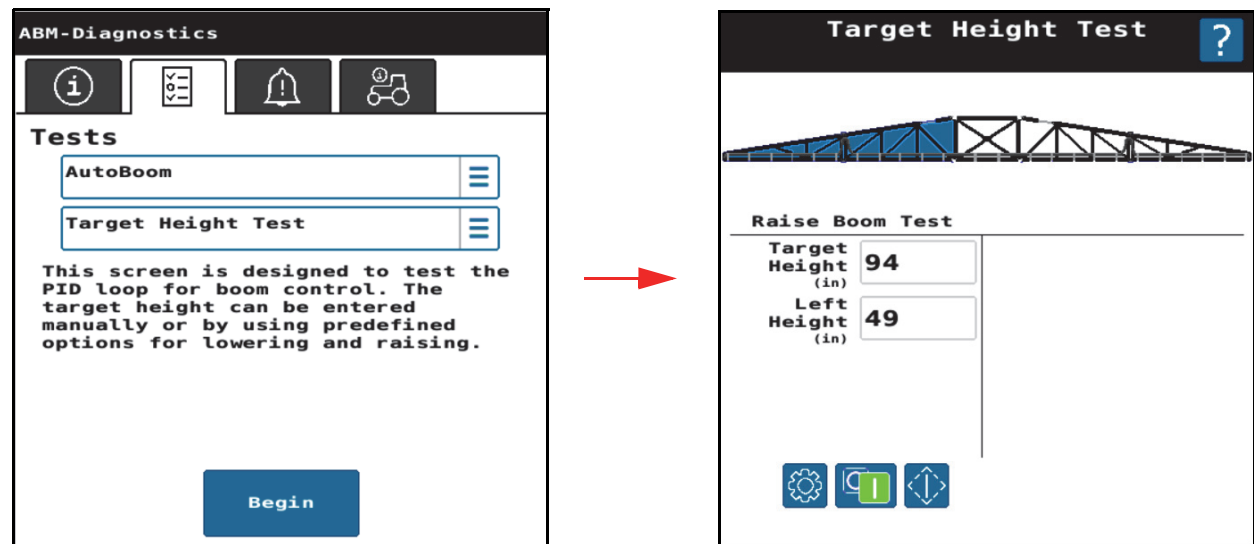 ABM-Diagnostics
Tests
AutoBoom
Target Height Test
This screen is designed to test the
PID loop for boom control. The
target height can be entered
manually or by using predefined
options for lowering and raising.
Begin
Target Height Test
?
Raise Boom Test
Target
Height
(in)
94
Left
Height
(in)
49